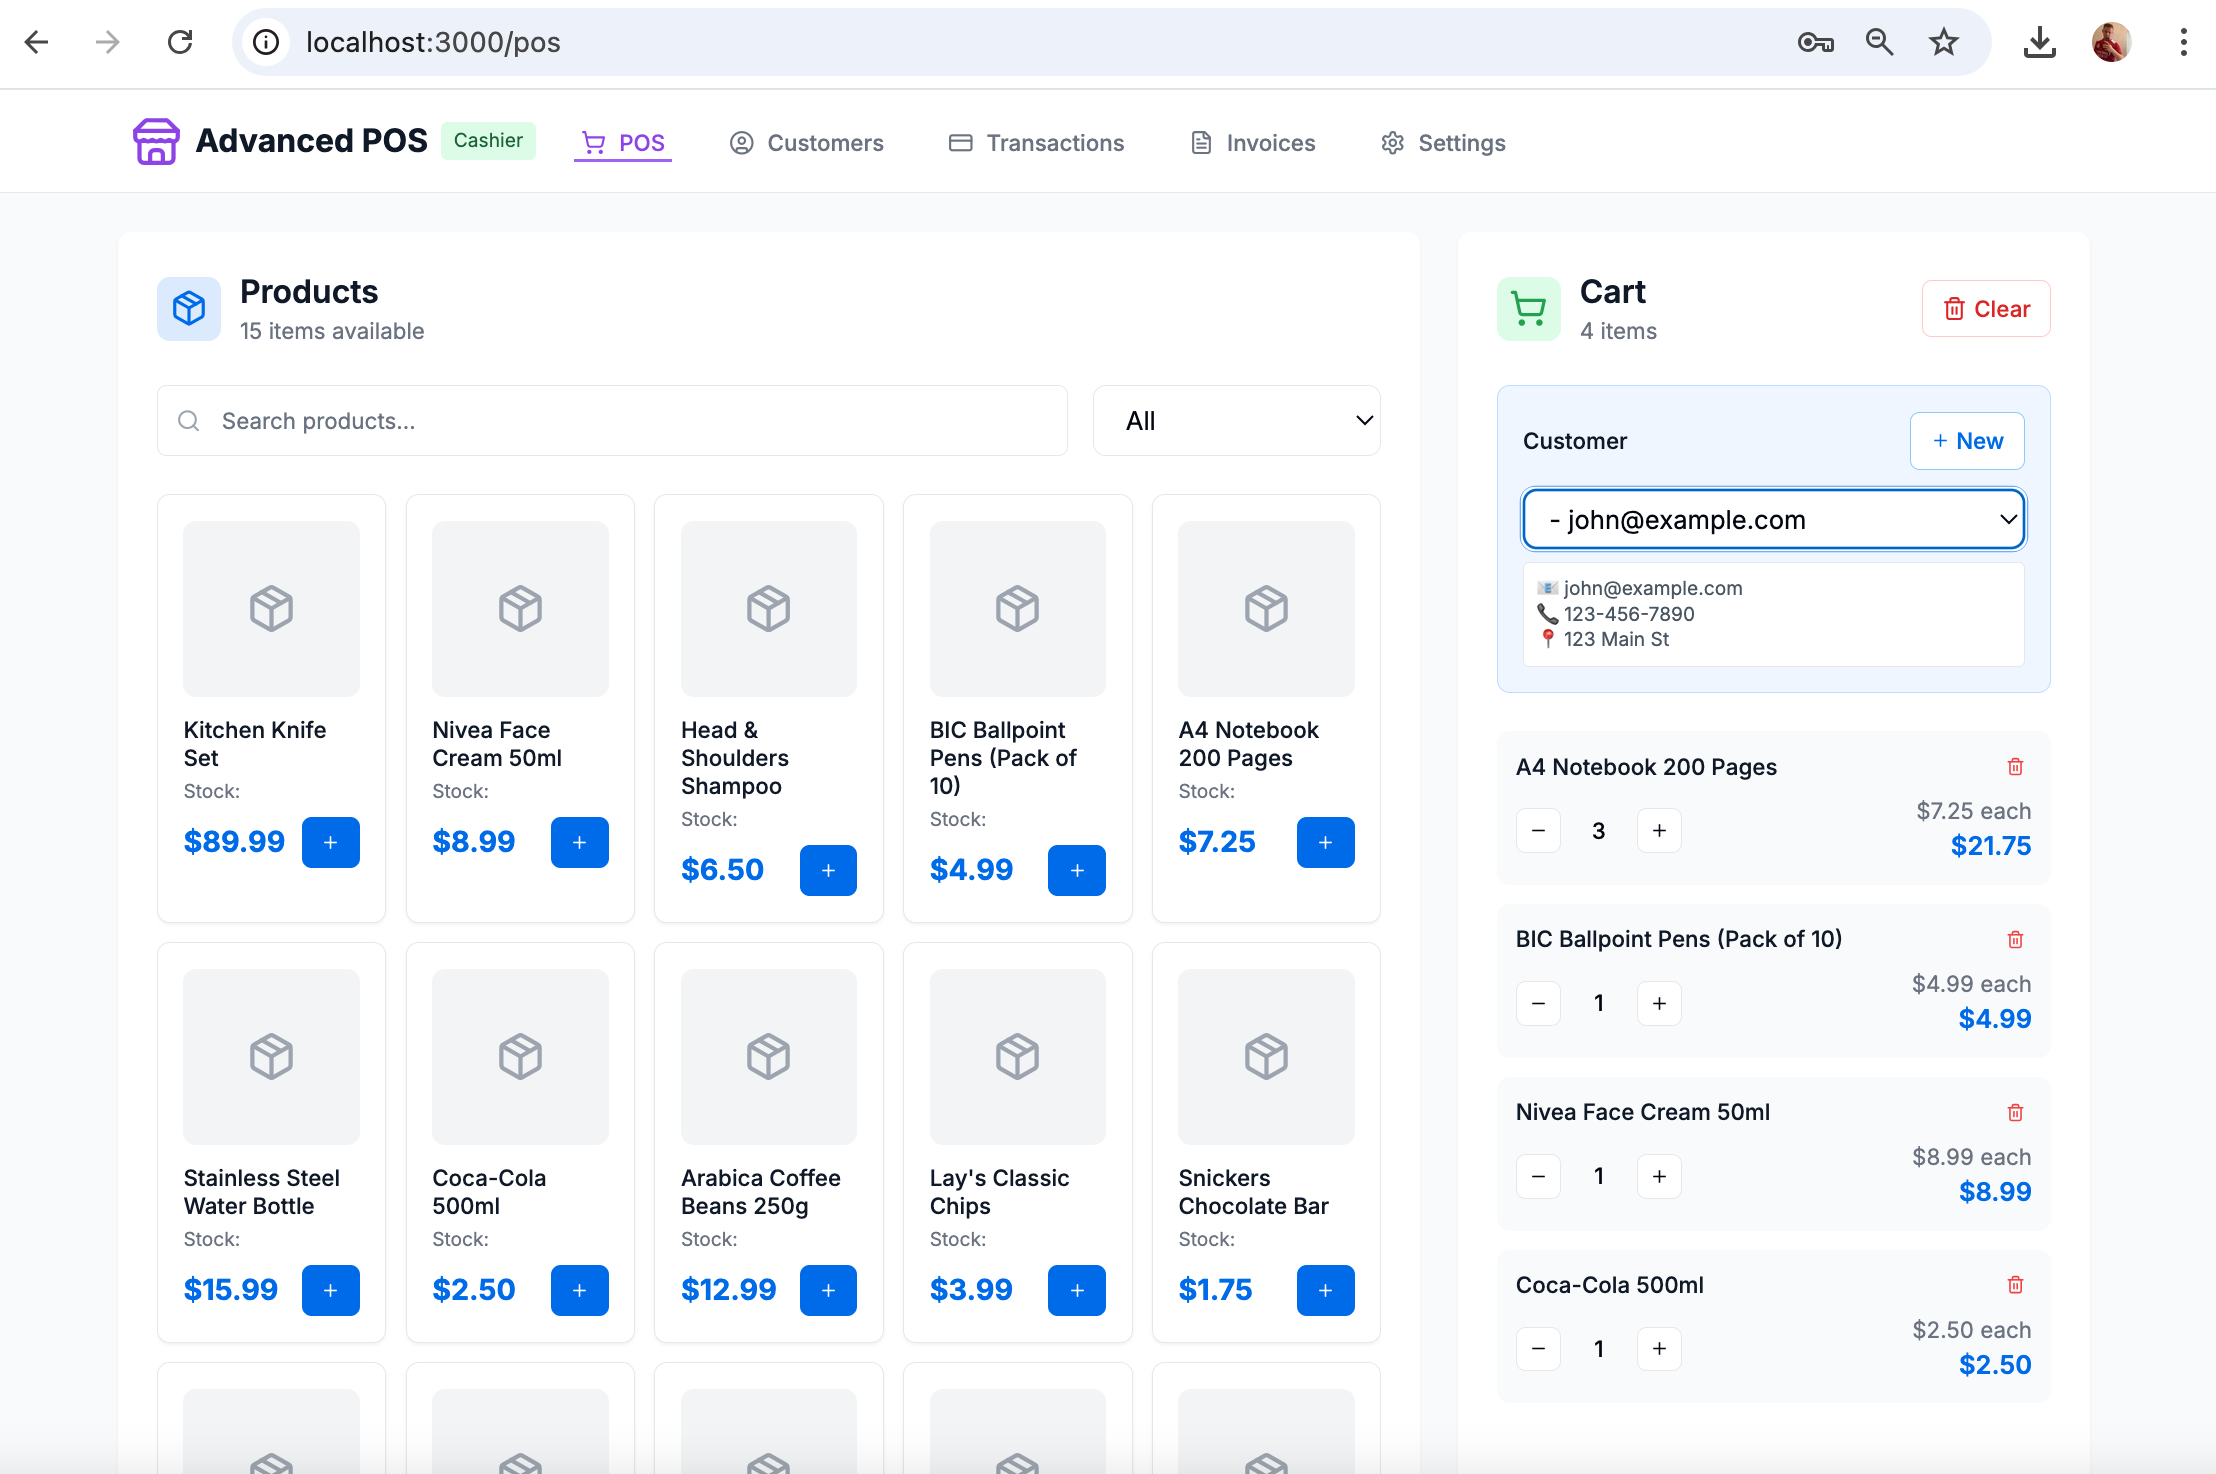 localhost:3000/pos
Advanced POS
Cashier
POS
Customers
Transactions
Invoices
Settings
Products
15 items available
Search products...
All
Kitchen Knife
Set
Stock:
$89.99
+
Nivea Face
Cream 50ml
Stock:
$8.99
+
Head &
Shoulders
Shampoo
Stock:
$6.50
+
BIC Ballpoint
Pens (Pack of
10)
Stock:
$4.99
+
A4 Notebook
200 Pages
Stock:
$7.25
+
Stainless Steel
Water Bottle
Stock:
$15.99
+
Coca-Cola
500ml
Stock:
$2.50
+
Arabica Coffee
Beans 250g
Stock:
$12.99
+
Lay's Classic
Chips
Stock:
$3.99
+
Snickers
Chocolate Bar
Stock:
$1.75
+
Cart
4 items
Clear
Customer
+ New
- john@example.com
john@example.com
123-456-7890
123 Main St
A4 Notebook 200 Pages
$7.25 each
− 3 +
$21.75
BIC Ballpoint Pens (Pack of 10)
$4.99 each
− 1 +
$4.99
Nivea Face Cream 50ml
$8.99 each
− 1 +
$8.99
Coca-Cola 500ml
$2.50 each
− 1 +
$2.50